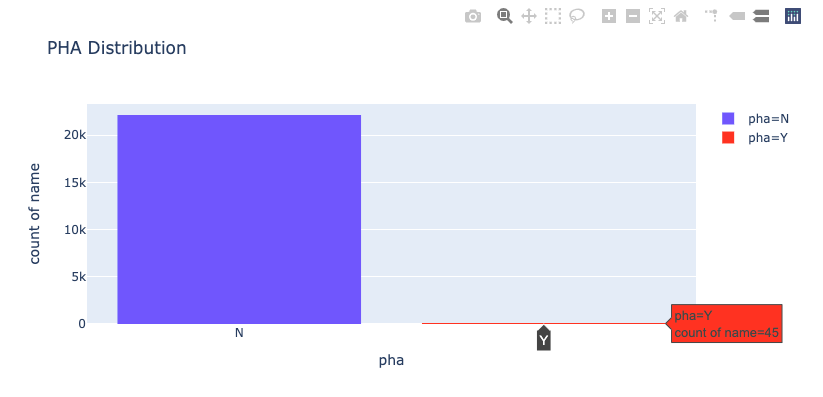 PHA Distribution
pha=N
pha=Y
count of name
20k
15k
10k
5k
0
N
Y
pha=Y
count of name=45
pha